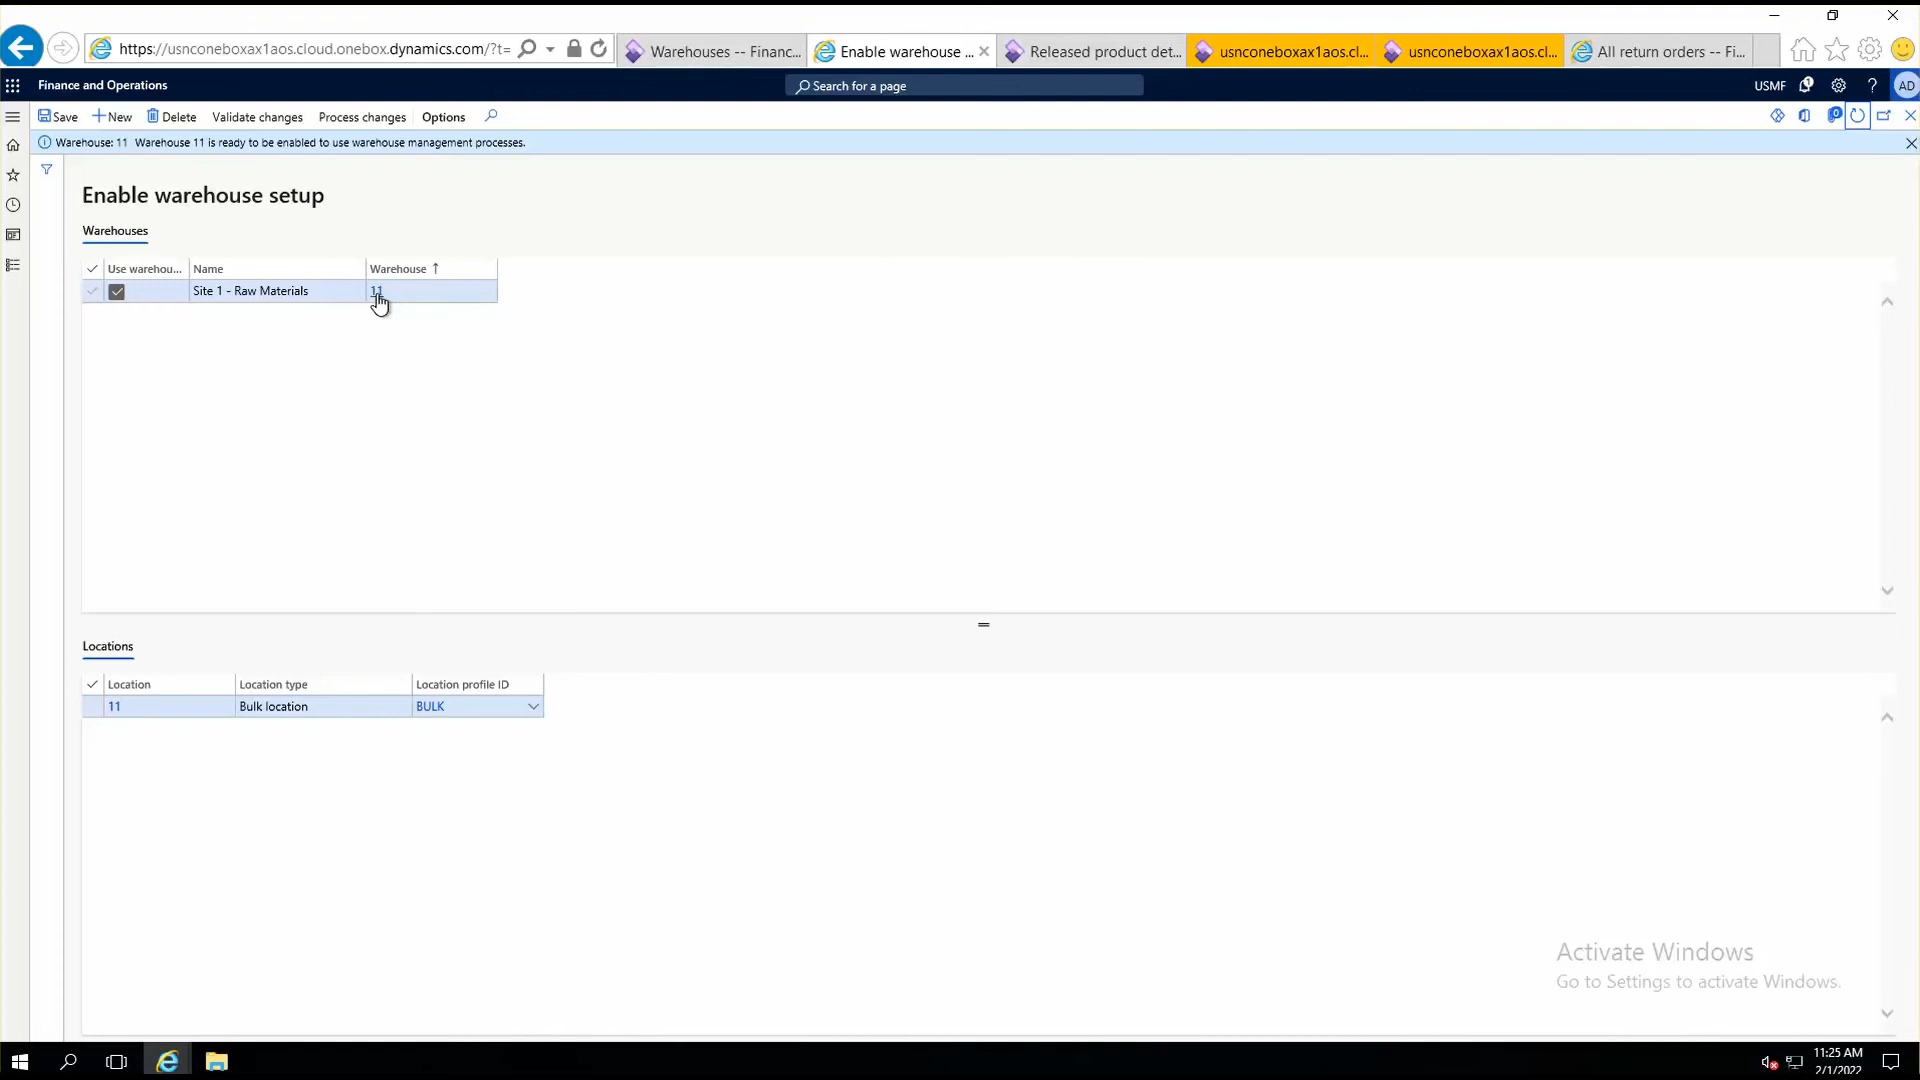 https://usnconeboxax1aos.cloud.onebox.dynamics.com/?t=
Warehouses -- Financ...
Enable warehouse ...
Released product det...
usnconeboxax1aos.cl...
usnconeboxax1aos.cl...
All return orders -- Fi...
Finance and Operations
Search for a page
USMF
1
?
AD
Save
New
Delete
Validate changes
Process changes
Options
0
Warehouse: 11 Warehouse 11 is ready to be enabled to use warehouse management processes.
Enable warehouse setup
Warehouses
Use warehou...
Name
Warehouse ↑
Site 1 - Raw Materials
11
Locations
Location
Location type
Location profile ID
11
Bulk location
BULK
Activate Windows
Go to Settings to activate Windows.
11:25 AM
2/1/2022